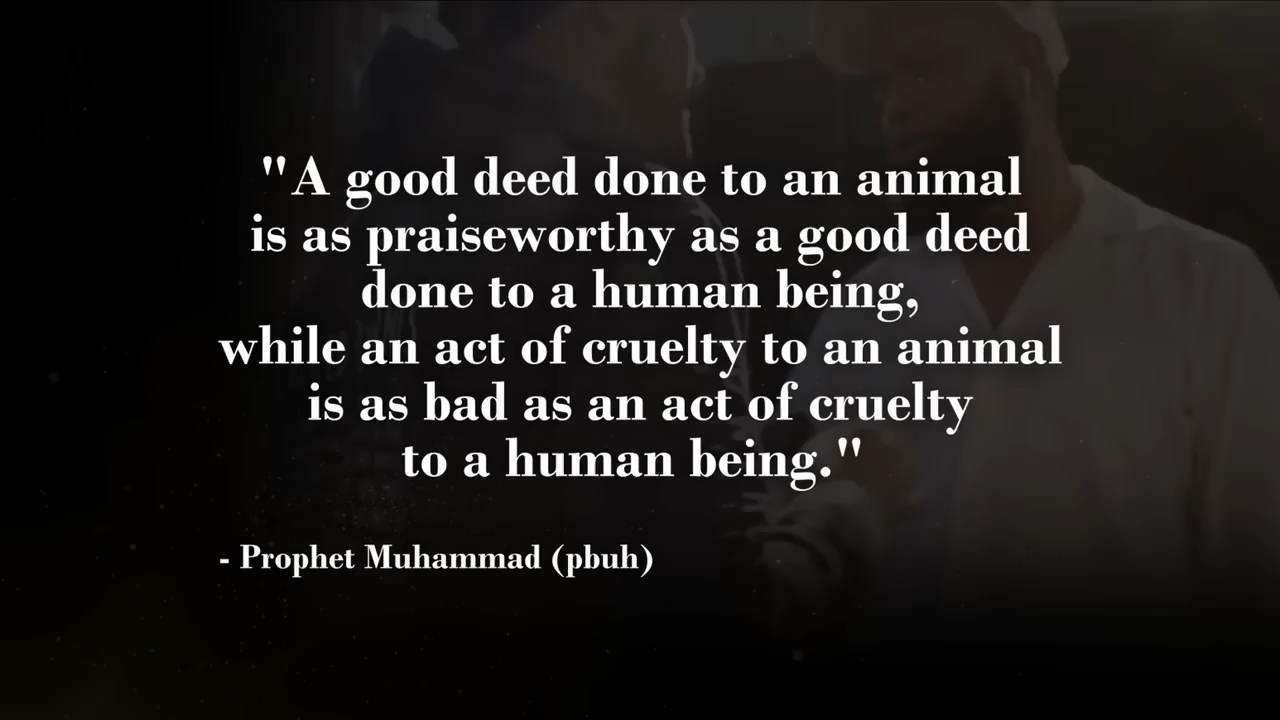 "A good deed done to an animal
is as praiseworthy as a good deed
done to a human being,
while an act of cruelty to an animal
is as bad as an act of cruelty
to a human being."
- Prophet Muhammad (pbuh)